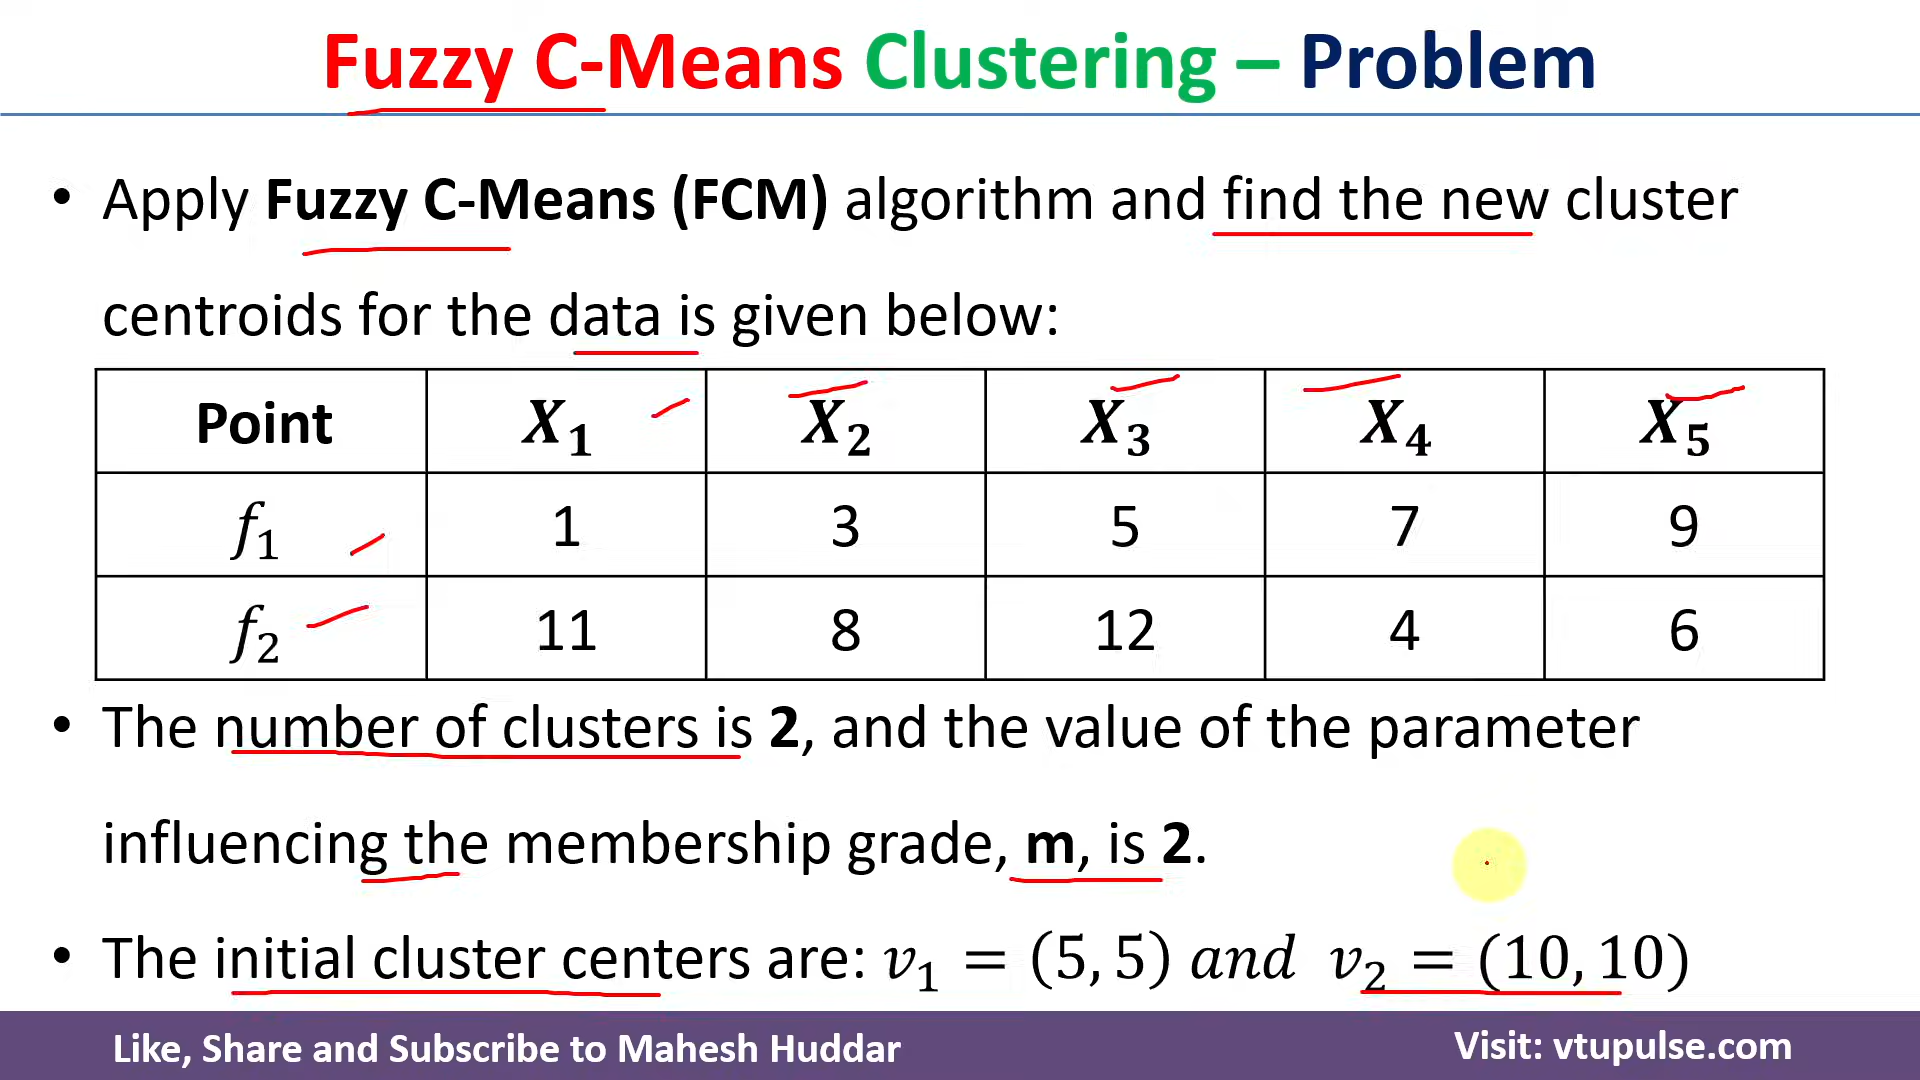 Fuzzy C-Means Clustering – Problem
• Apply Fuzzy C-Means (FCM) algorithm and find the new cluster
centroids for the data is given below:
Point X₁ X₂ X₃ X₄ X₅
f₁ 1 3 5 7 9
f₂ 11 8 12 4 6
• The number of clusters is 2, and the value of the parameter
influencing the membership grade, m, is 2.
• The initial cluster centers are: v₁ = (5, 5) and v₂ = (10, 10)
Like, Share and Subscribe to Mahesh Huddar Visit: vtupulse.com